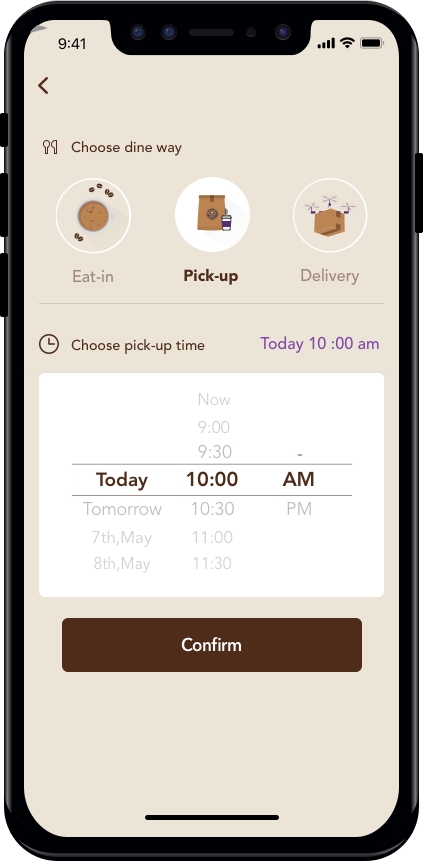 9:41
Choose dine way
Eat-in Pick-up Delivery
Choose pick-up time Today 10 :00 am
Now
9:00
9:30 -
Today 10:00 AM
Tomorrow 10:30 PM
7th,May 11:00
8th,May 11:30
Confirm